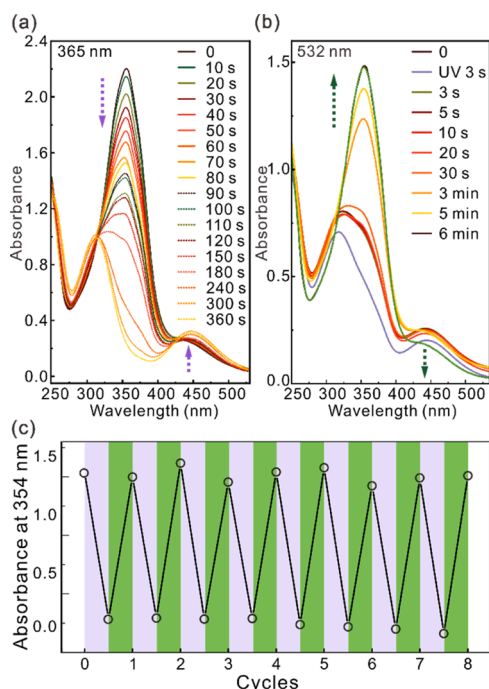 (a)
365 nm
2.4
2.1
1.8
1.5
1.2
0.9
0.6
0.3
0.0
Absorbance
250 300 350 400 450 500
Wavelength (nm)
0
10 s
20 s
30 s
40 s
50 s
60 s
70 s
80 s
90 s
100 s
110 s
120 s
150 s
180 s
240 s
300 s
360 s
(b)
532 nm
1.5
0.75
0.0
Absorbance
250 300 350 400 450 500
Wavelength (nm)
0
UV 3 s
3 s
5 s
10 s
20 s
30 s
3 min
5 min
6 min
(c)
Absorbance at 354 nm
1.5
1.0
0.5
0.0
0 1 2 3 4 5 6 7 8
Cycles